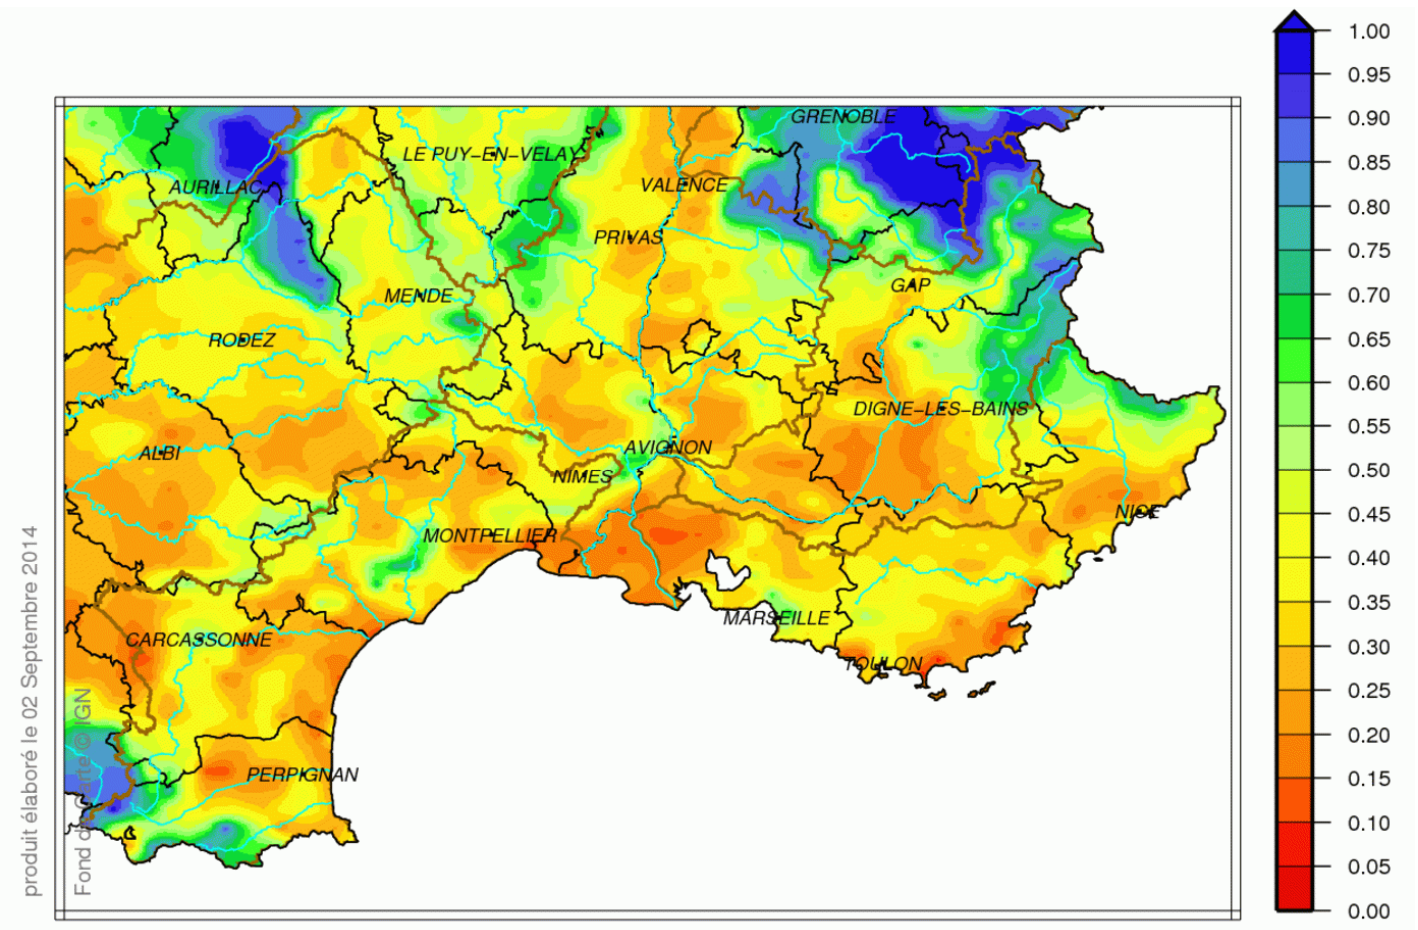 GRENOBLE
LE PUY-EN-VELAY
AURILLAC
VALENCE
PRIVAS
GAP
MENDE
RODEZ
DIGNE-LES-BAINS
AVIGNON
ALBI
NIMES
NICE
MONTPELLIER
MARSEILLE
CARCASSONNE
TOULON
PERPIGNAN
1.00
0.95
0.90
0.85
0.80
0.75
0.70
0.65
0.60
0.55
0.50
0.45
0.40
0.35
0.30
0.25
0.20
0.15
0.10
0.05
0.00
produit élaboré le 02 Septembre 2014
Fond de Carte © IGN